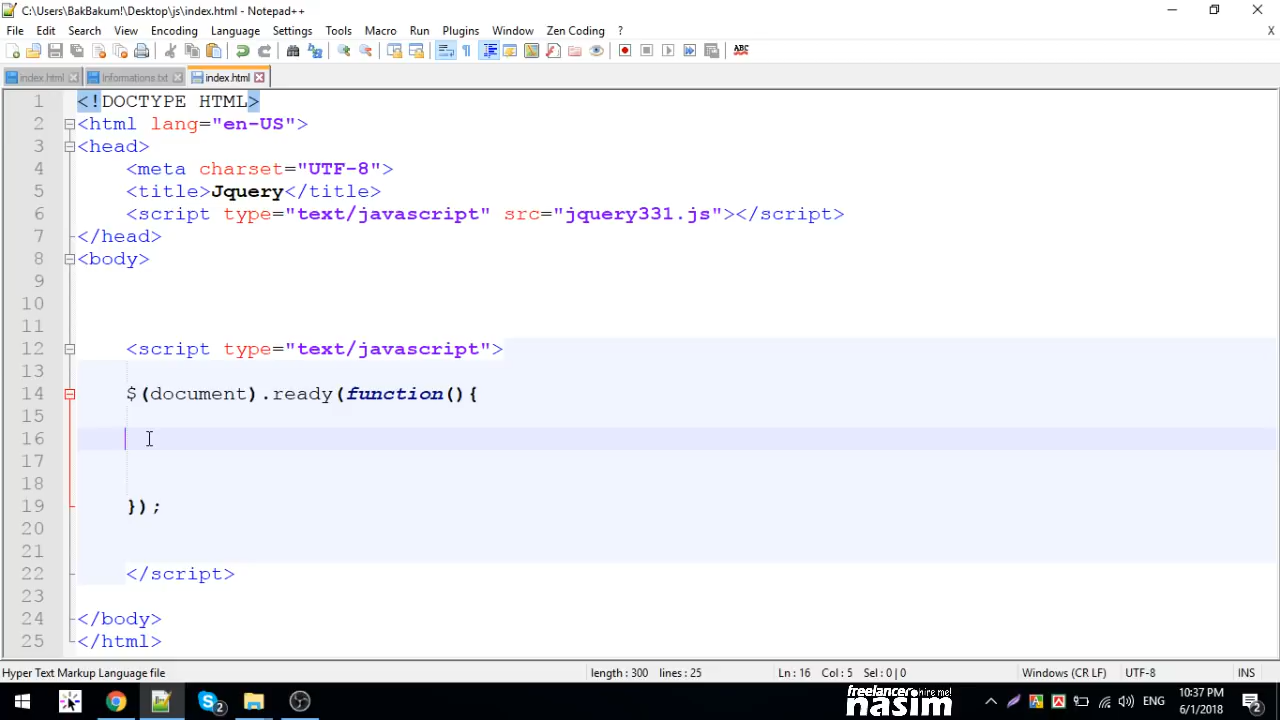 C:\Users\BakBakum!\Desktop\js\index.html - Notepad++
File Edit Search View Encoding Language Settings Tools Macro Run Plugins Window Zen Coding ? X
index.html informations.txt index.html
1 <!DOCTYPE HTML>
2 <html lang="en-US">
3 <head>
4 <meta charset="UTF-8">
5 <title>Jquery</title>
6 <script type="text/javascript" src="jquery331.js"></script>
7 </head>
8 <body>
9
10
11
12 <script type="text/javascript">
13
14 $(document).ready(function(){
15
16
17
18
19 });
20
21
22 </script>
23
24 </body>
25 </html>
Hyper Text Markup Language file length : 300 lines : 25 Ln : 16 Col : 5 Sel : 0 | 0 Windows (CR LF) UTF-8 INS
freelancer hire me!
nasim
ENG
10:37 PM
6/1/2018